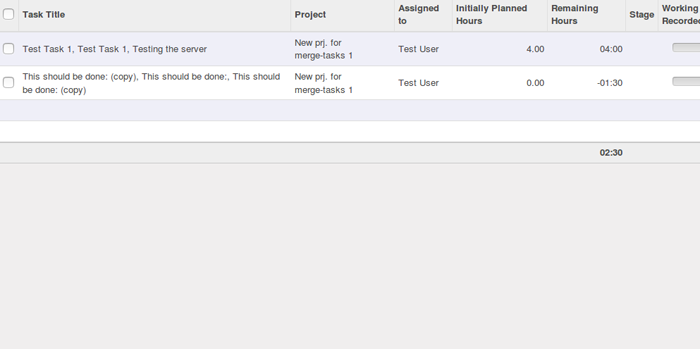 Task Title Project Assigned to Initially Planned Hours Remaining Hours Stage Working Recorded
Test Task 1, Test Task 1, Testing the server New prj. for merge-tasks 1 Test User 4.00 04:00
This should be done: (copy), This should be done:, This should be done: (copy) New prj. for merge-tasks 1 Test User 0.00 -01:30
02:30